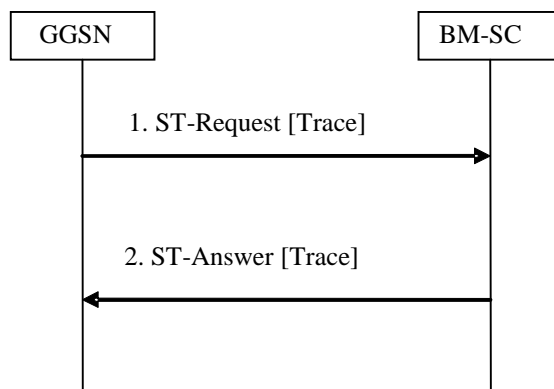 GGSN
BM-SC
1. ST-Request [Trace]
2. ST-Answer [Trace]